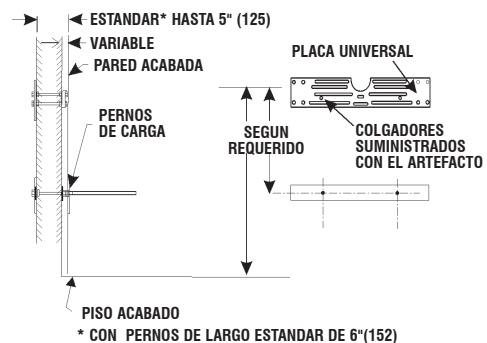 ESTANDAR* HASTA 5" (125)
VARIABLE
PARED ACABADA
PLACA UNIVERSAL
PERNOS
DE CARGA
SEGUN
REQUERIDO
COLGADORES
SUMINISTRADOS
CON EL ARTEFACTO
PISO ACABADO
* CON PERNOS DE LARGO ESTANDAR DE 6"(152)